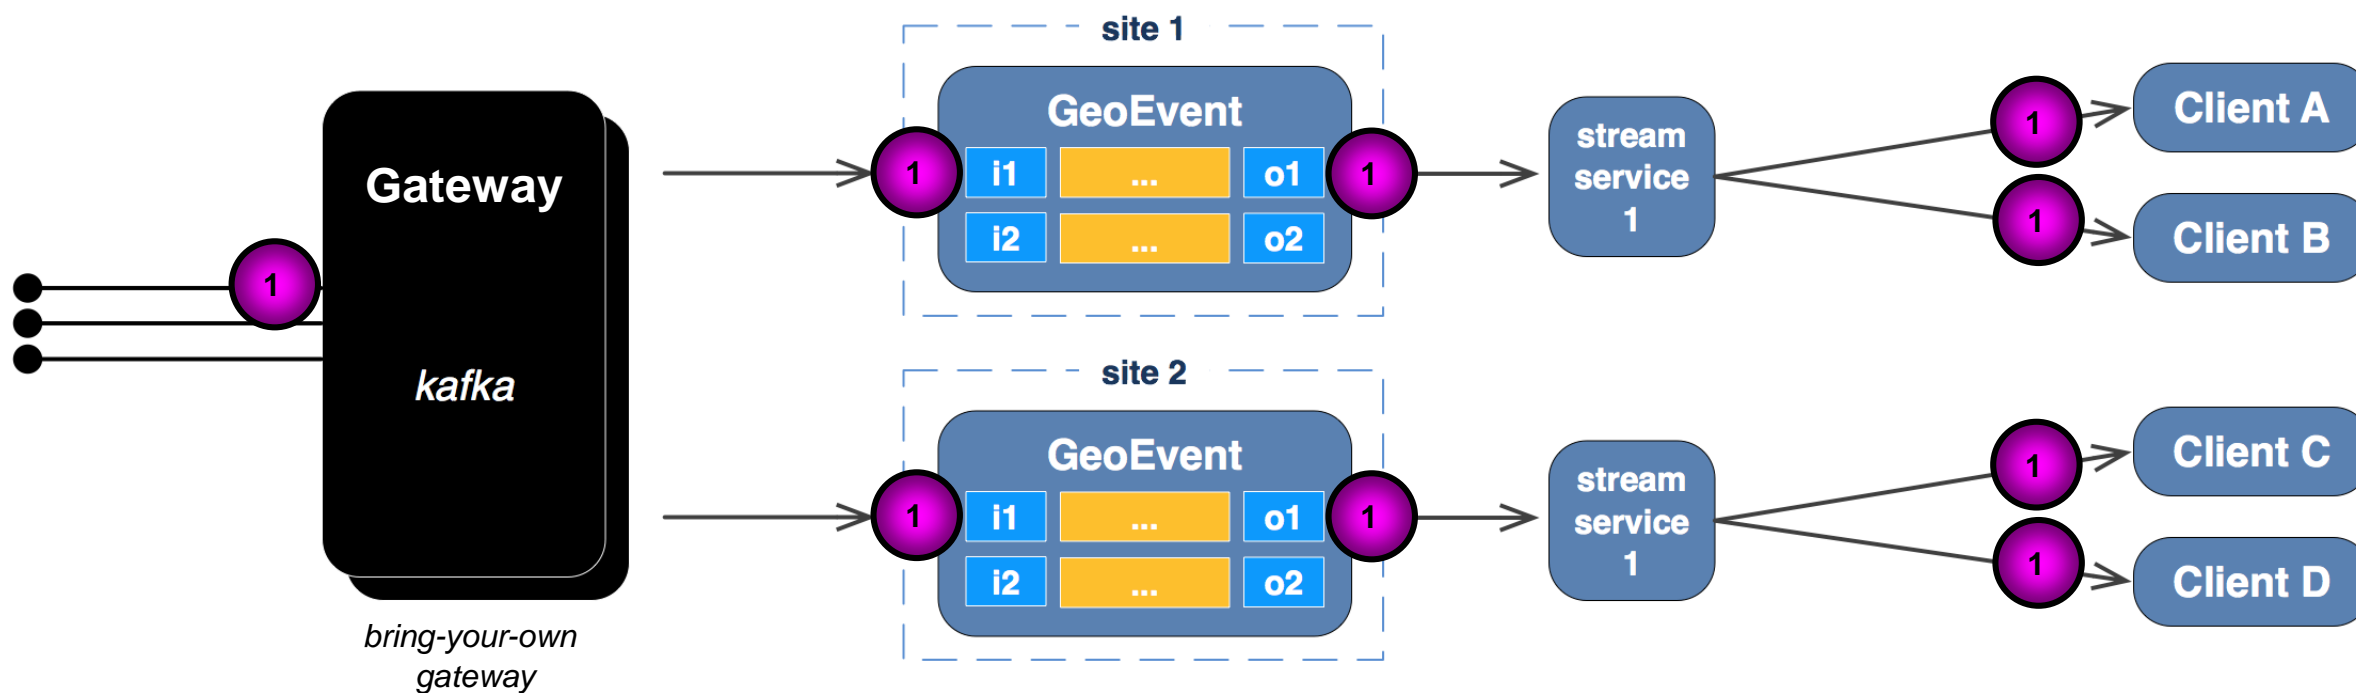 1
Gateway
kafka
bring-your-own
gateway
site 1
GeoEvent
1
i1 ... o1
1
i2 ... o2
stream
service
1
1
Client A
1
Client B
site 2
GeoEvent
1
i1 ... o1
1
i2 ... o2
stream
service
1
1
Client C
1
Client D